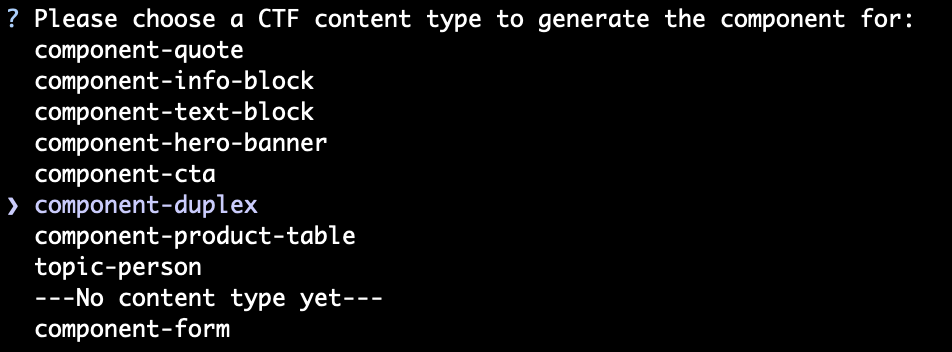 ? Please choose a CTF content type to generate the component for:
component-quote
component-info-block
component-text-block
component-hero-banner
component-cta
❯ component-duplex
component-product-table
topic-person
---No content type yet---
component-form